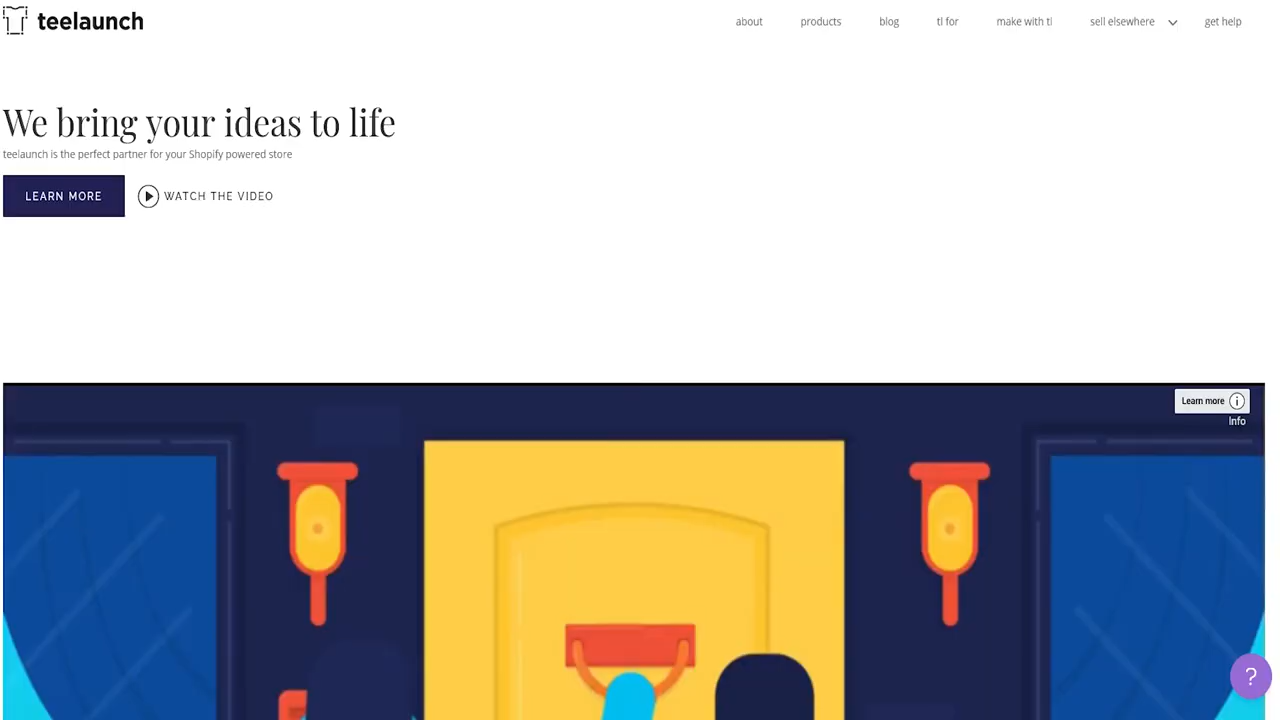 teelaunch
about products blog tl for make with tl sell elsewhere get help
We bring your ideas to life
teelaunch is the perfect partner for your Shopify powered store
LEARN MORE WATCH THE VIDEO
Learn more i
Info
?